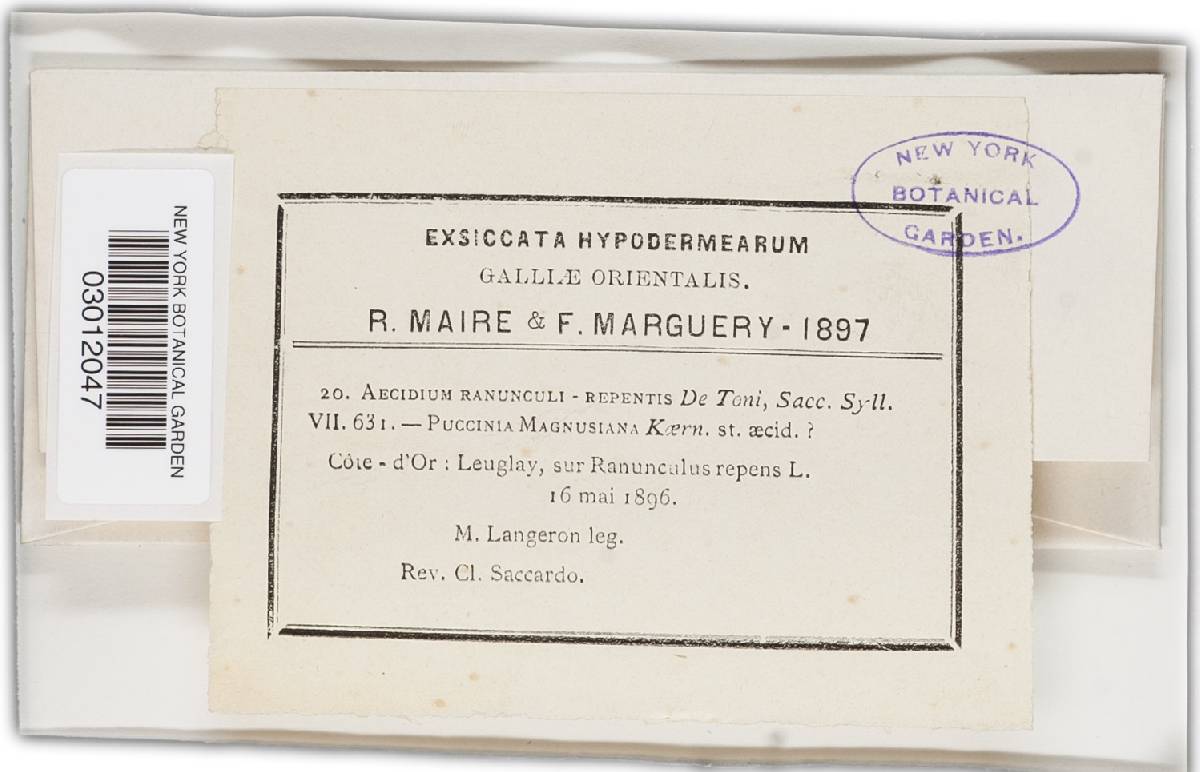 NEW YORK
BOTANICAL
GARDEN.
NEW YORK BOTANICAL GARDEN
03012047
EXSICCATA HYPODERMEARUM
GALLIÆ ORIENTALIS.
R. MAIRE & F. MARGUERY - 1897
20. AECIDIUM RANUNCULI - REPENTIS De Toni, Sacc. Syll.
VII. 631. — PUCCINIA MAGNUSIANA Kœrn. st. æcid. ?
Côte - d'Or : Leuglay, sur Ranunculus repens L.
16 mai 1896.
M. Langeron leg.
Rev. Cl. Saccardo.